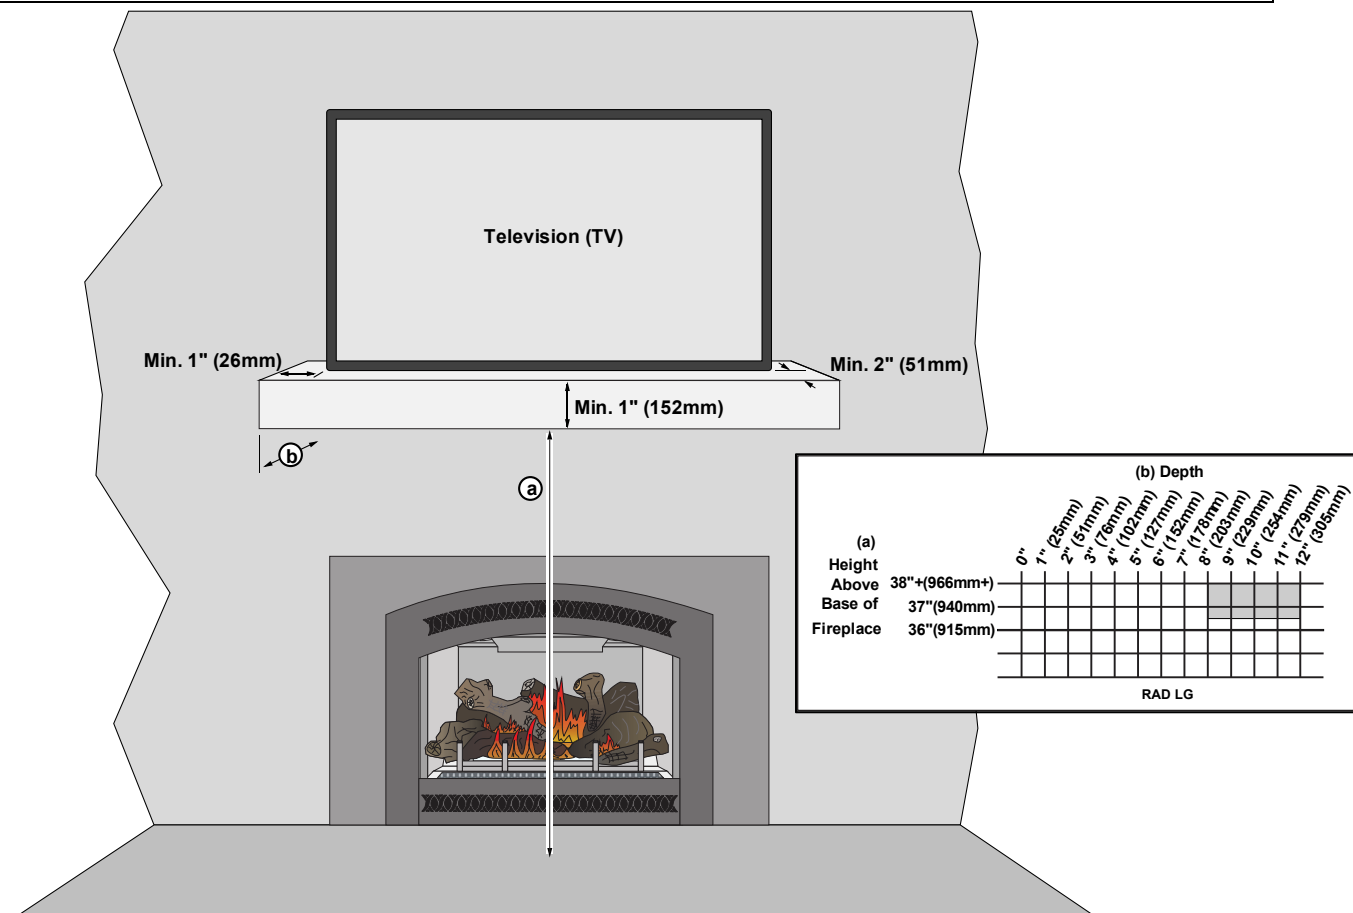 Television (TV)
Min. 1" (26mm)
Min. 2" (51mm)
Min. 1" (152mm)
b
a
(b) Depth
0"
1" (25mm)
2" (51mm)
3" (76mm)
4" (102mm)
5" (127mm)
6" (152mm)
7" (178mm)
8" (203mm)
9" (229mm)
10" (254mm)
11" (279mm)
12" (305mm)
(a)
Height
Above
Base of
Fireplace
38"+(966mm+)
37"(940mm)
36"(915mm)
RAD LG